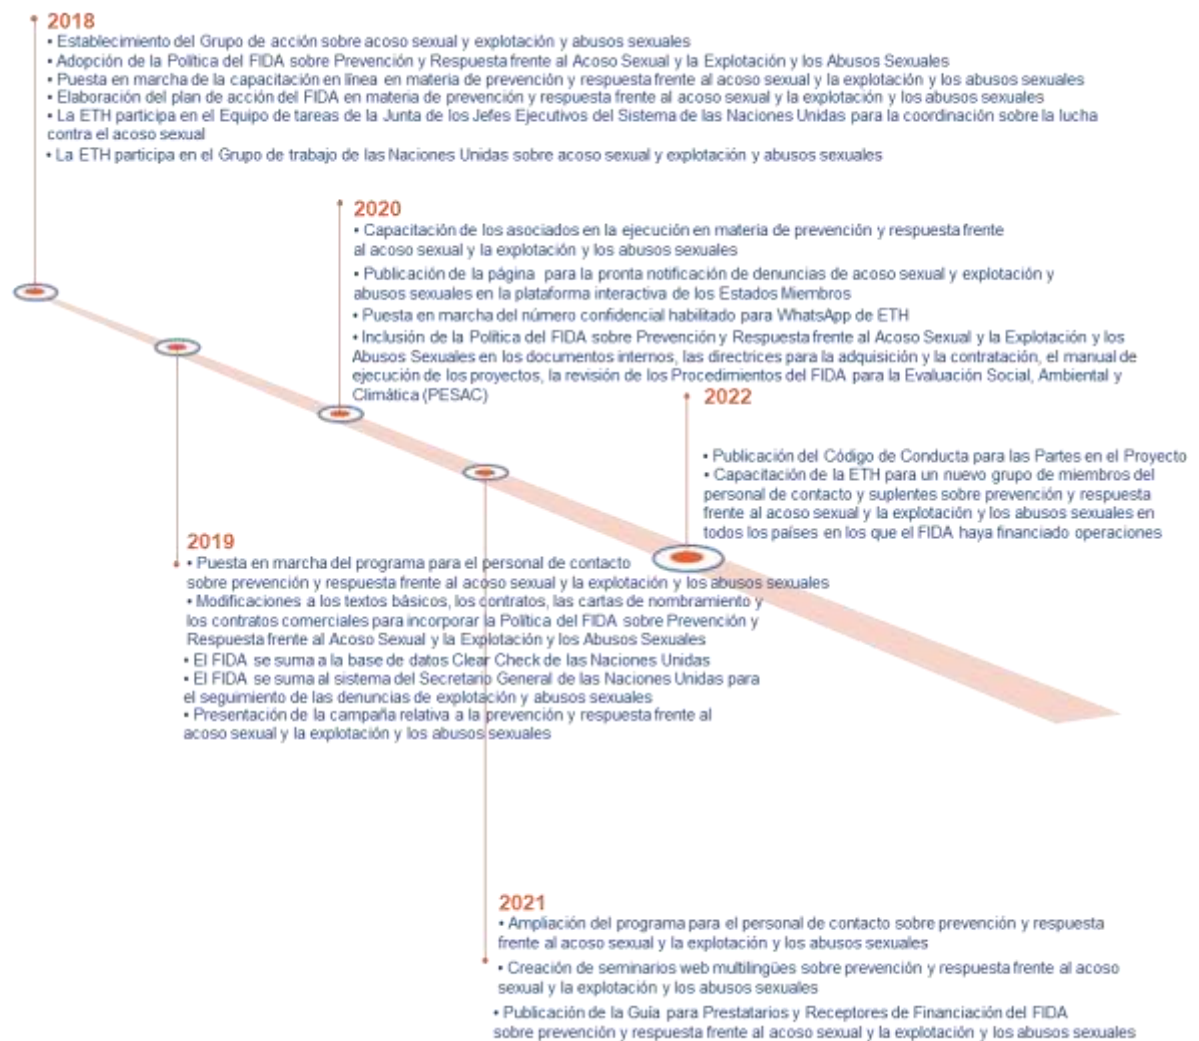 2018
• Establecimiento del Grupo de acción sobre acoso sexual y explotación y abusos sexuales
• Adopción de la Política del FIDA sobre Prevención y Respuesta frente al Acoso Sexual y la Explotación y los Abusos Sexuales
• Puesta en marcha de la capacitación en línea en materia de prevención y respuesta frente al acoso sexual y la explotación y los abusos sexuales
• Elaboración del plan de acción del FIDA en materia de prevención y respuesta frente al acoso sexual y la explotación y los abusos sexuales
• La ETH participa en el Equipo de tareas de la Junta de los Jefes Ejecutivos del Sistema de las Naciones Unidas para la coordinación sobre la lucha
contra el acoso sexual
• La ETH participa en el Grupo de trabajo de las Naciones Unidas sobre acoso sexual y explotación y abusos sexuales
2020
• Capacitación de los asociados en la ejecución en materia de prevención y respuesta frente
al acoso sexual y la explotación y los abusos sexuales
• Publicación de la página para la pronta notificación de denuncias de acoso sexual y explotación y
abusos sexuales en la plataforma interactiva de los Estados Miembros
• Puesta en marcha del número confidencial habilitado para WhatsApp de ETH
• Inclusión de la Política del FIDA sobre Prevención y Respuesta frente al Acoso Sexual y la Explotación y los
Abusos Sexuales en los documentos internos, las directrices para la adquisición y la contratación, el manual de
ejecución de los proyectos, la revisión de los Procedimientos del FIDA para la Evaluación Social, Ambiental y
Climática (PESAC)
2022
• Publicación del Código de Conducta para las Partes en el Proyecto
• Capacitación de la ETH para un nuevo grupo de miembros del
personal de contacto y suplentes sobre prevención y respuesta
frente al acoso sexual y la explotación y los abusos sexuales en
todos los países en los que el FIDA haya financiado operaciones
2019
• Puesta en marcha del programa para el personal de contacto
sobre prevención y respuesta frente al acoso sexual y la explotación y los abusos sexuales
• Modificaciones a los textos básicos, los contratos, las cartas de nombramiento y
los contratos comerciales para incorporar la Política del FIDA sobre Prevención y
Respuesta frente al Acoso Sexual y la Explotación y los Abusos Sexuales
• El FIDA se suma a la base de datos Clear Check de las Naciones Unidas
• El FIDA se suma al sistema del Secretario General de las Naciones Unidas para
el seguimiento de las denuncias de explotación y abusos sexuales
• Presentación de la campaña relativa a la prevención y respuesta frente al
acoso sexual y la explotación y los abusos sexuales
2021
• Ampliación del programa para el personal de contacto sobre prevención y respuesta
frente al acoso sexual y la explotación y los abusos sexuales
• Creación de seminarios web multilingües sobre prevención y respuesta frente al acoso
sexual y la explotación y los abusos sexuales
• Publicación de la Guía para Prestatarios y Receptores de Financiación del FIDA
sobre prevención y respuesta frente al acoso sexual y la explotación y los abusos sexuales